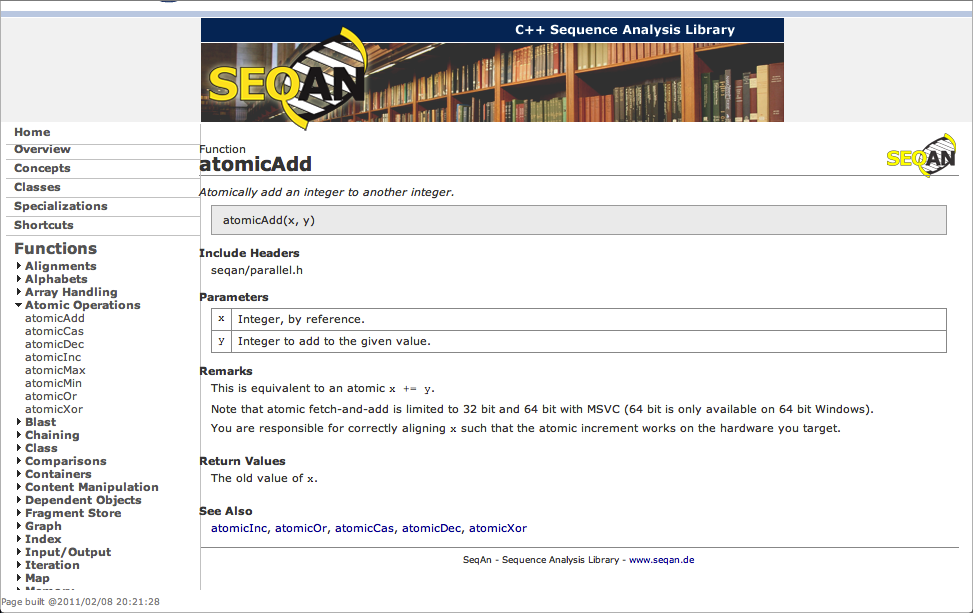 C++ Sequence Analysis Library
SEQAN
Home
Overview
Concepts
Classes
Specializations
Shortcuts
Functions
Alignments
Alphabets
Array Handling
Atomic Operations
atomicAdd
atomicCas
atomicDec
atomicInc
atomicMax
atomicMin
atomicOr
atomicXor
Blast
Chaining
Class
Comparisons
Containers
Content Manipulation
Dependent Objects
Fragment Store
Graph
Index
Input/Output
Iteration
Map
Page built @2011/02/08 20:21:28
Function
atomicAdd
SEQAN
Atomically add an integer to another integer.
atomicAdd(x, y)
Include Headers
seqan/parallel.h
Parameters
x Integer, by reference.
y Integer to add to the given value.
Remarks
This is equivalent to an atomic x += y.
Note that atomic fetch-and-add is limited to 32 bit and 64 bit with MSVC (64 bit is only available on 64 bit Windows).
You are responsible for correctly aligning x such that the atomic increment works on the hardware you target.
Return Values
The old value of x.
See Also
atomicInc, atomicOr, atomicCas, atomicDec, atomicXor
SeqAn - Sequence Analysis Library - www.seqan.de